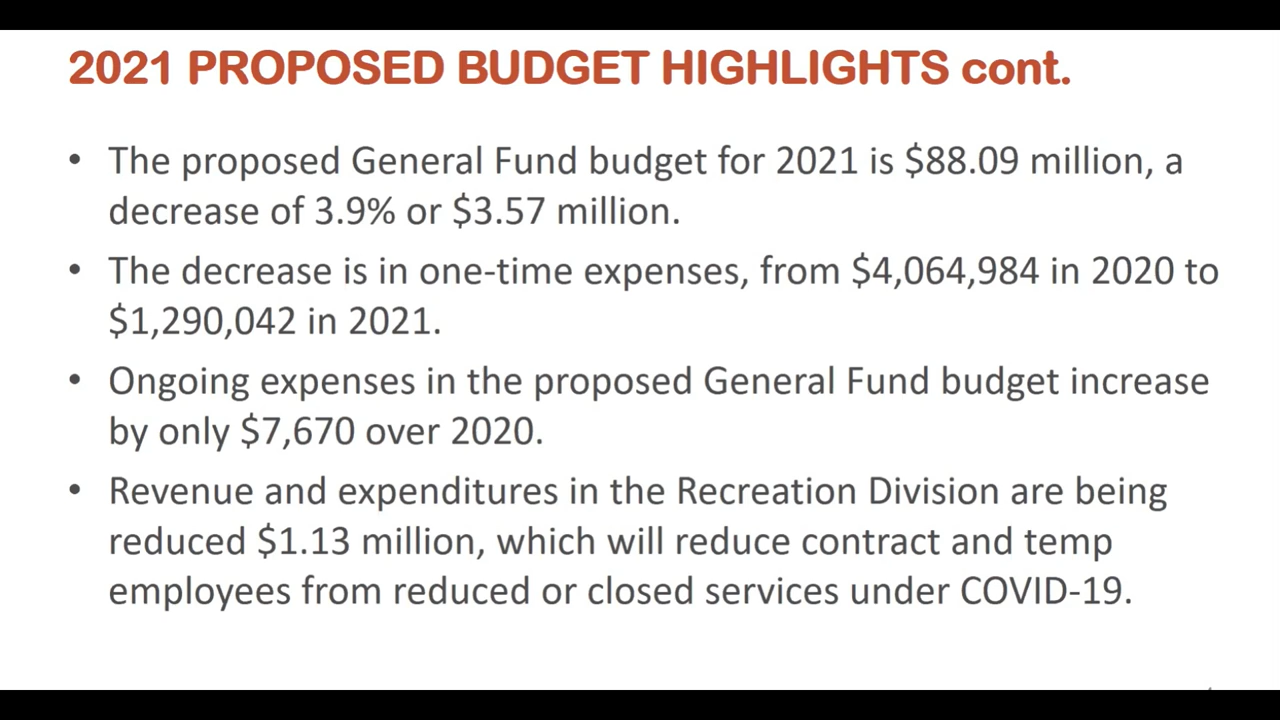 2021 PROPOSED BUDGET HIGHLIGHTS cont.
• The proposed General Fund budget for 2021 is $88.09 million, a
decrease of 3.9% or $3.57 million.
• The decrease is in one-time expenses, from $4,064,984 in 2020 to
$1,290,042 in 2021.
• Ongoing expenses in the proposed General Fund budget increase
by only $7,670 over 2020.
• Revenue and expenditures in the Recreation Division are being
reduced $1.13 million, which will reduce contract and temp
employees from reduced or closed services under COVID-19.